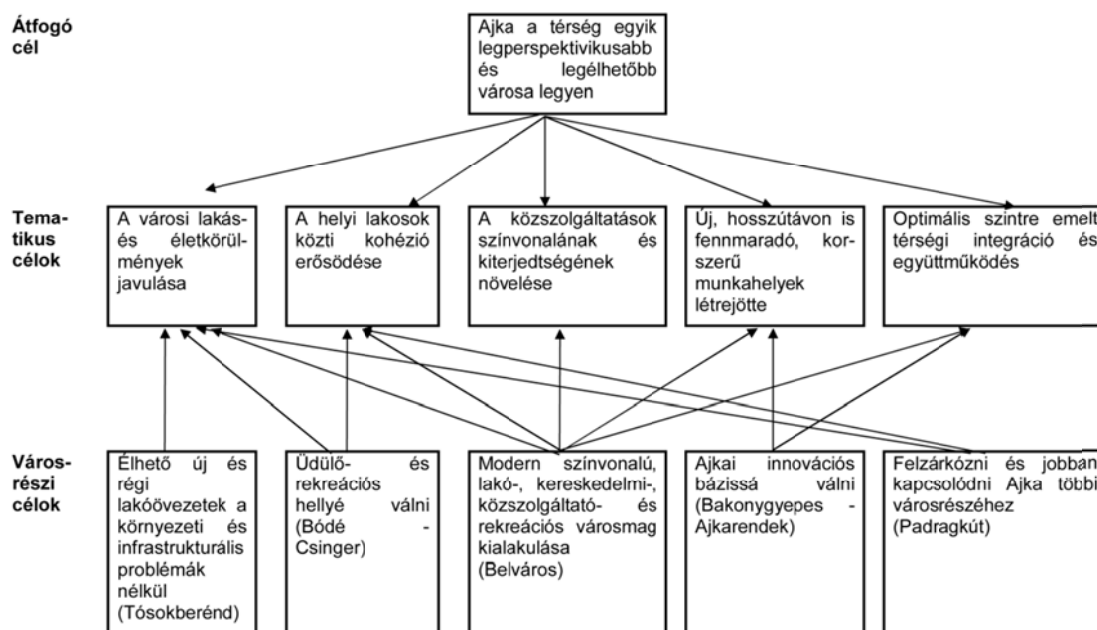 Átfogó
cél
Ajka a térség egyik
legperspektivikusabb
és legélhetőbb
városa legyen
Tema-
tikus
célok
A városi lakás-
és életkörül-
mények
javulása
A helyi lakosok
közti kohézió
erősödése
A közszolgáltatások
színvonalának és
kiterjedtségének
növelése
Új, hosszútávon is
fennmaradó, kor-
szerű
munkahelyek
létrejötte
Optimális szintre emelt
térségi integráció és
együttműködés
Város-
részi
célok
Élhető új és
régi
lakóövezetek a
környezeti és
infrastrukturális
problémák
nélkül
(Tósokberénd)
Üdülő- és
rekreációs
hellyé válni
(Bódé -
Csinger)
Modern színvonalú,
lakó-, kereskedelmi-,
közszolgáltató- és
rekreációs városmag
kialakulása
(Belváros)
Ajkai innovációs
bázissá válni
(Bakonygyepes -
Ajkarendek)
Felzárkózni és jobban
kapcsolódni Ajka többi
városrészéhez
(Padragkút)